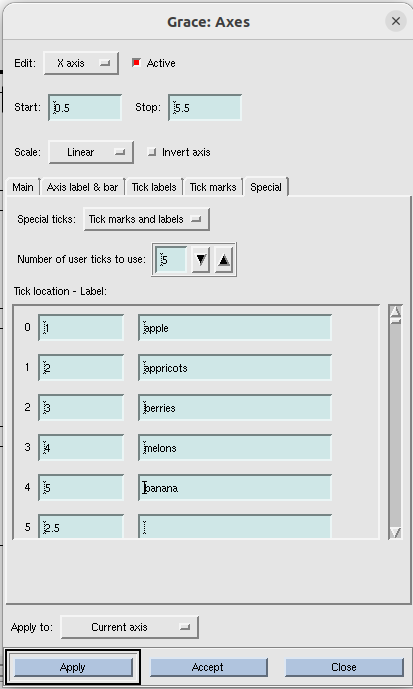 Grace: Axes
Edit: X axis Active
Start: 0.5 Stop: 5.5
Scale: Linear Invert axis
Main Axis label & bar Tick labels Tick marks Special
Special ticks: Tick marks and labels
Number of user ticks to use: 5
Tick location - Label:
0 1 apple
1 2 appricots
2 3 berries
3 4 melons
4 5 banana
5 2.5
Apply to: Current axis
Apply Accept Close